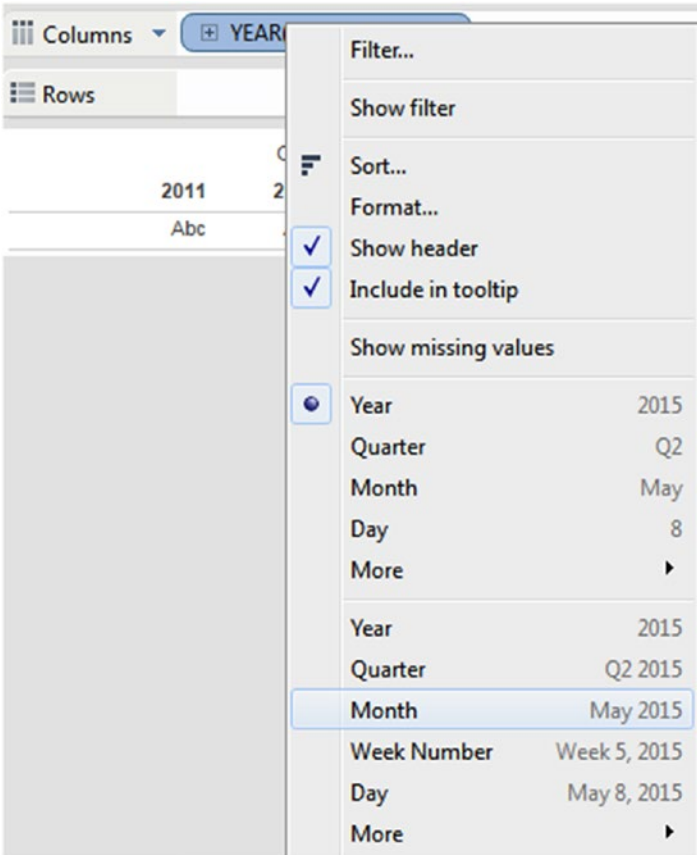 Columns YEAR(
Filter...
Rows
Show filter
Sort...
2011 2
Format...
Abc
Show header
Include in tooltip
Show missing values
Year 2015
Quarter Q2
Month May
Day 8
More
Year 2015
Quarter Q2 2015
Month May 2015
Week Number Week 5, 2015
Day May 8, 2015
More